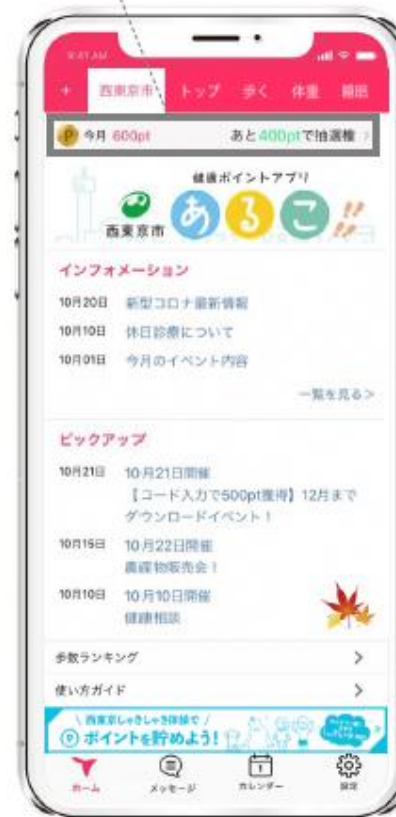 9:41 AM
+ 西東京市 トップ 歩く 体重 睡眠
P 今月 600pt あと400ptで抽選権 >
健康ポイントアプリ
西東京市 あるこ!!
インフォメーション
10月20日 新型コロナ最新情報
10月10日 休日診療について
10月01日 今月のイベント内容
一覧を見る>
ピックアップ
10月21日 10月21日開催
【コード入力で500pt獲得】12月まで
ダウンロードイベント!
10月15日 10月22日開催
農産物販売会!
10月10日 10月10日開催
健康相談
歩数ランキング >
使い方ガイド >
\ 西東京しゃきしゃき体操で /
ポイントを貯めよう!
ホーム メッセージ カレンダー 設定